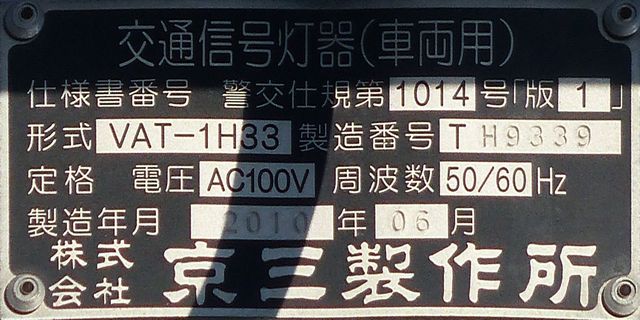 交通信号灯器(車両用)
仕様書番号 警交仕規第1014号「版1」
形式 VAT-1H33 製造番号 T H9339
定格 電圧 AC100V 周波数 50/60 Hz
製造年月 2010 年 06 月
株式会社 京三製作所